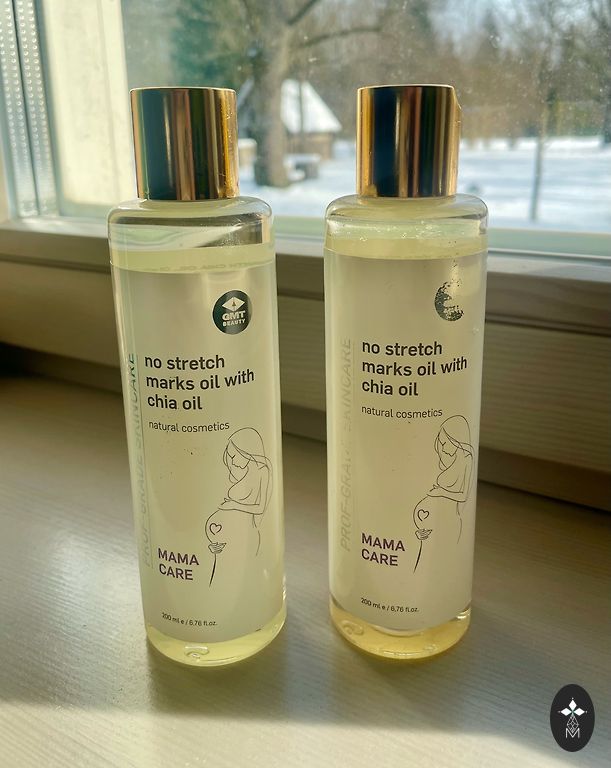 GMT
BEAUTY
no stretch
marks oil with
chia oil
natural cosmetics
PROF-GRADE SKINCARE
MAMA
CARE
200 ml e / 6,76 fl.oz.
no stretch
marks oil with
chia oil
natural cosmetics
PROF-GRADE SKINCARE
MAMA
CARE
200 ml e / 6,76 fl.oz.
M